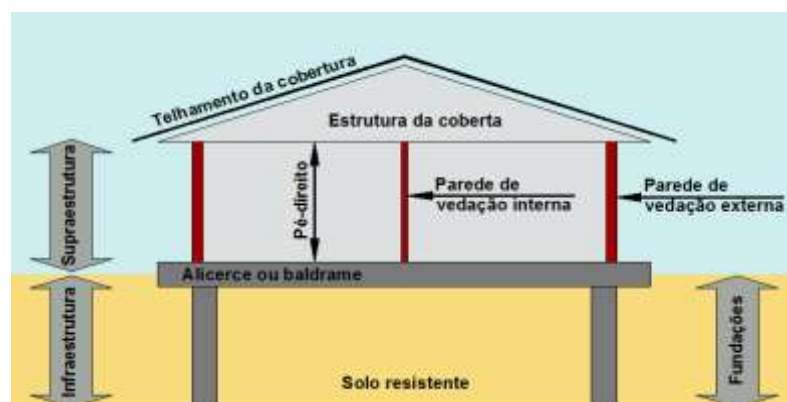 Telhamento da cobertura
Estrutura da coberta
Supraestrutura
Pé-direito
Parede de
vedação interna
Parede de
vedação externa
Alicerce ou baldrame
Infraestrutura
Solo resistente
Fundações